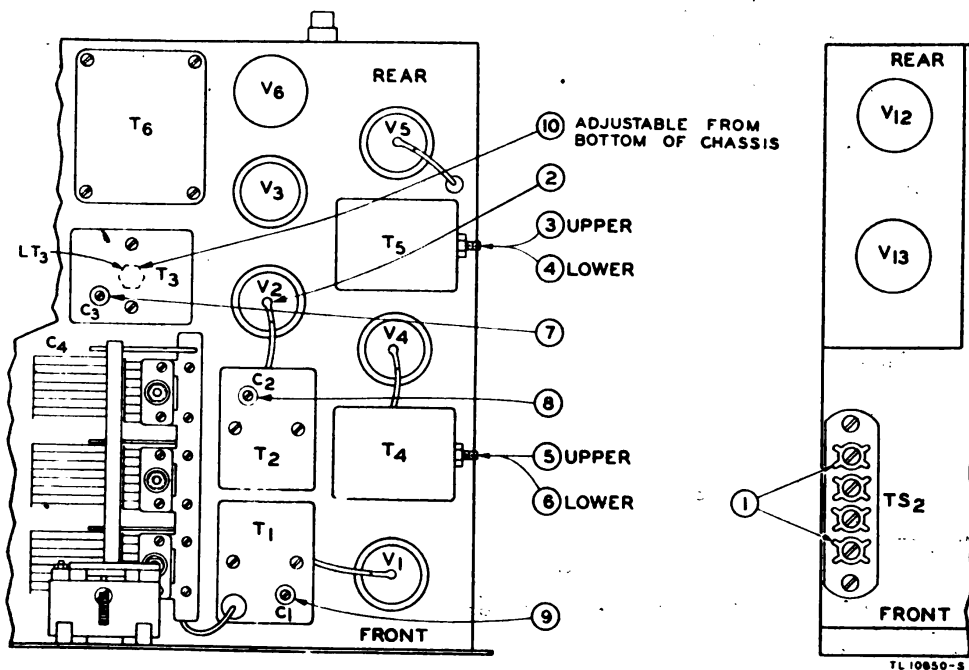 REAR
REAR
V6
V12
T6
V5
10 ADJUSTABLE FROM
BOTTOM OF CHASSIS
V3
2
3 UPPER
T5
4 LOWER
V13
LT3
T3
V2
C3
7
V4
C4
C2
8
T2
T4
5 UPPER
6 LOWER
1
TS2
T1
V1
C1
9
FRONT
FRONT
TL 10650-S